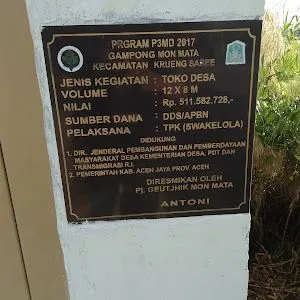 PRGRAM P3MD 2017
GAMPONG MON MATA
KECAMATAN KRUENG SABEE
JENIS KEGIATAN : TOKO DESA
VOLUME : 12 X 8 M
NILAI : Rp. 511.582.728,-
SUMBER DANA : DDS/APBN
PELAKSANA : TPK (SWAKELOLA)
DIDUKUNG
1. DIR. JENDERAL PEMBANGUNAN DAN PEMBERDAYAAN
MASYARAKAT DESA KEMENTERIAN DESA, PDT DAN
TRANSMIGRASI R.I.
2. PEMERINTAH KAB. ACEH JAYA PROV. ACEH
DIRESMIKAN OLEH
Pj. GEUTJHIK MON MATA
ANTONI